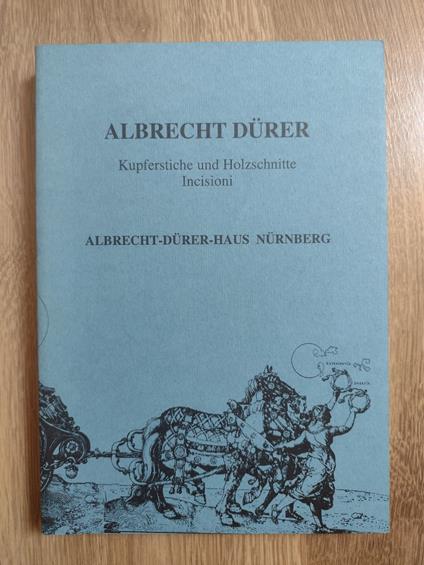 ALBRECHT DÜRER
Kupferstiche und Holzschnitte
Incisioni
ALBRECHT-DÜRER-HAUS NÜRNBERG